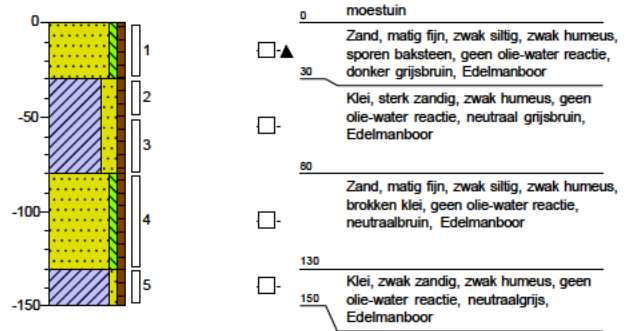 moestuin
0
0
Zand, matig fijn, zwak siltig, zwak humeus,
sporen baksteen, geen olie-water reactie,
donker grijsbruin, Edelmanboor
1
30
Klei, sterk zandig, zwak humeus, geen
olie-water reactie, neutraal grijsbruin,
Edelmanboor
2
-50
3
80
Zand, matig fijn, zwak siltig, zwak humeus,
brokken klei, geen olie-water reactie,
neutraalbruin, Edelmanboor
-100
4
130
Klei, zwak zandig, zwak humeus, geen
olie-water reactie, neutraalgrijs,
Edelmanboor
5
150
-150